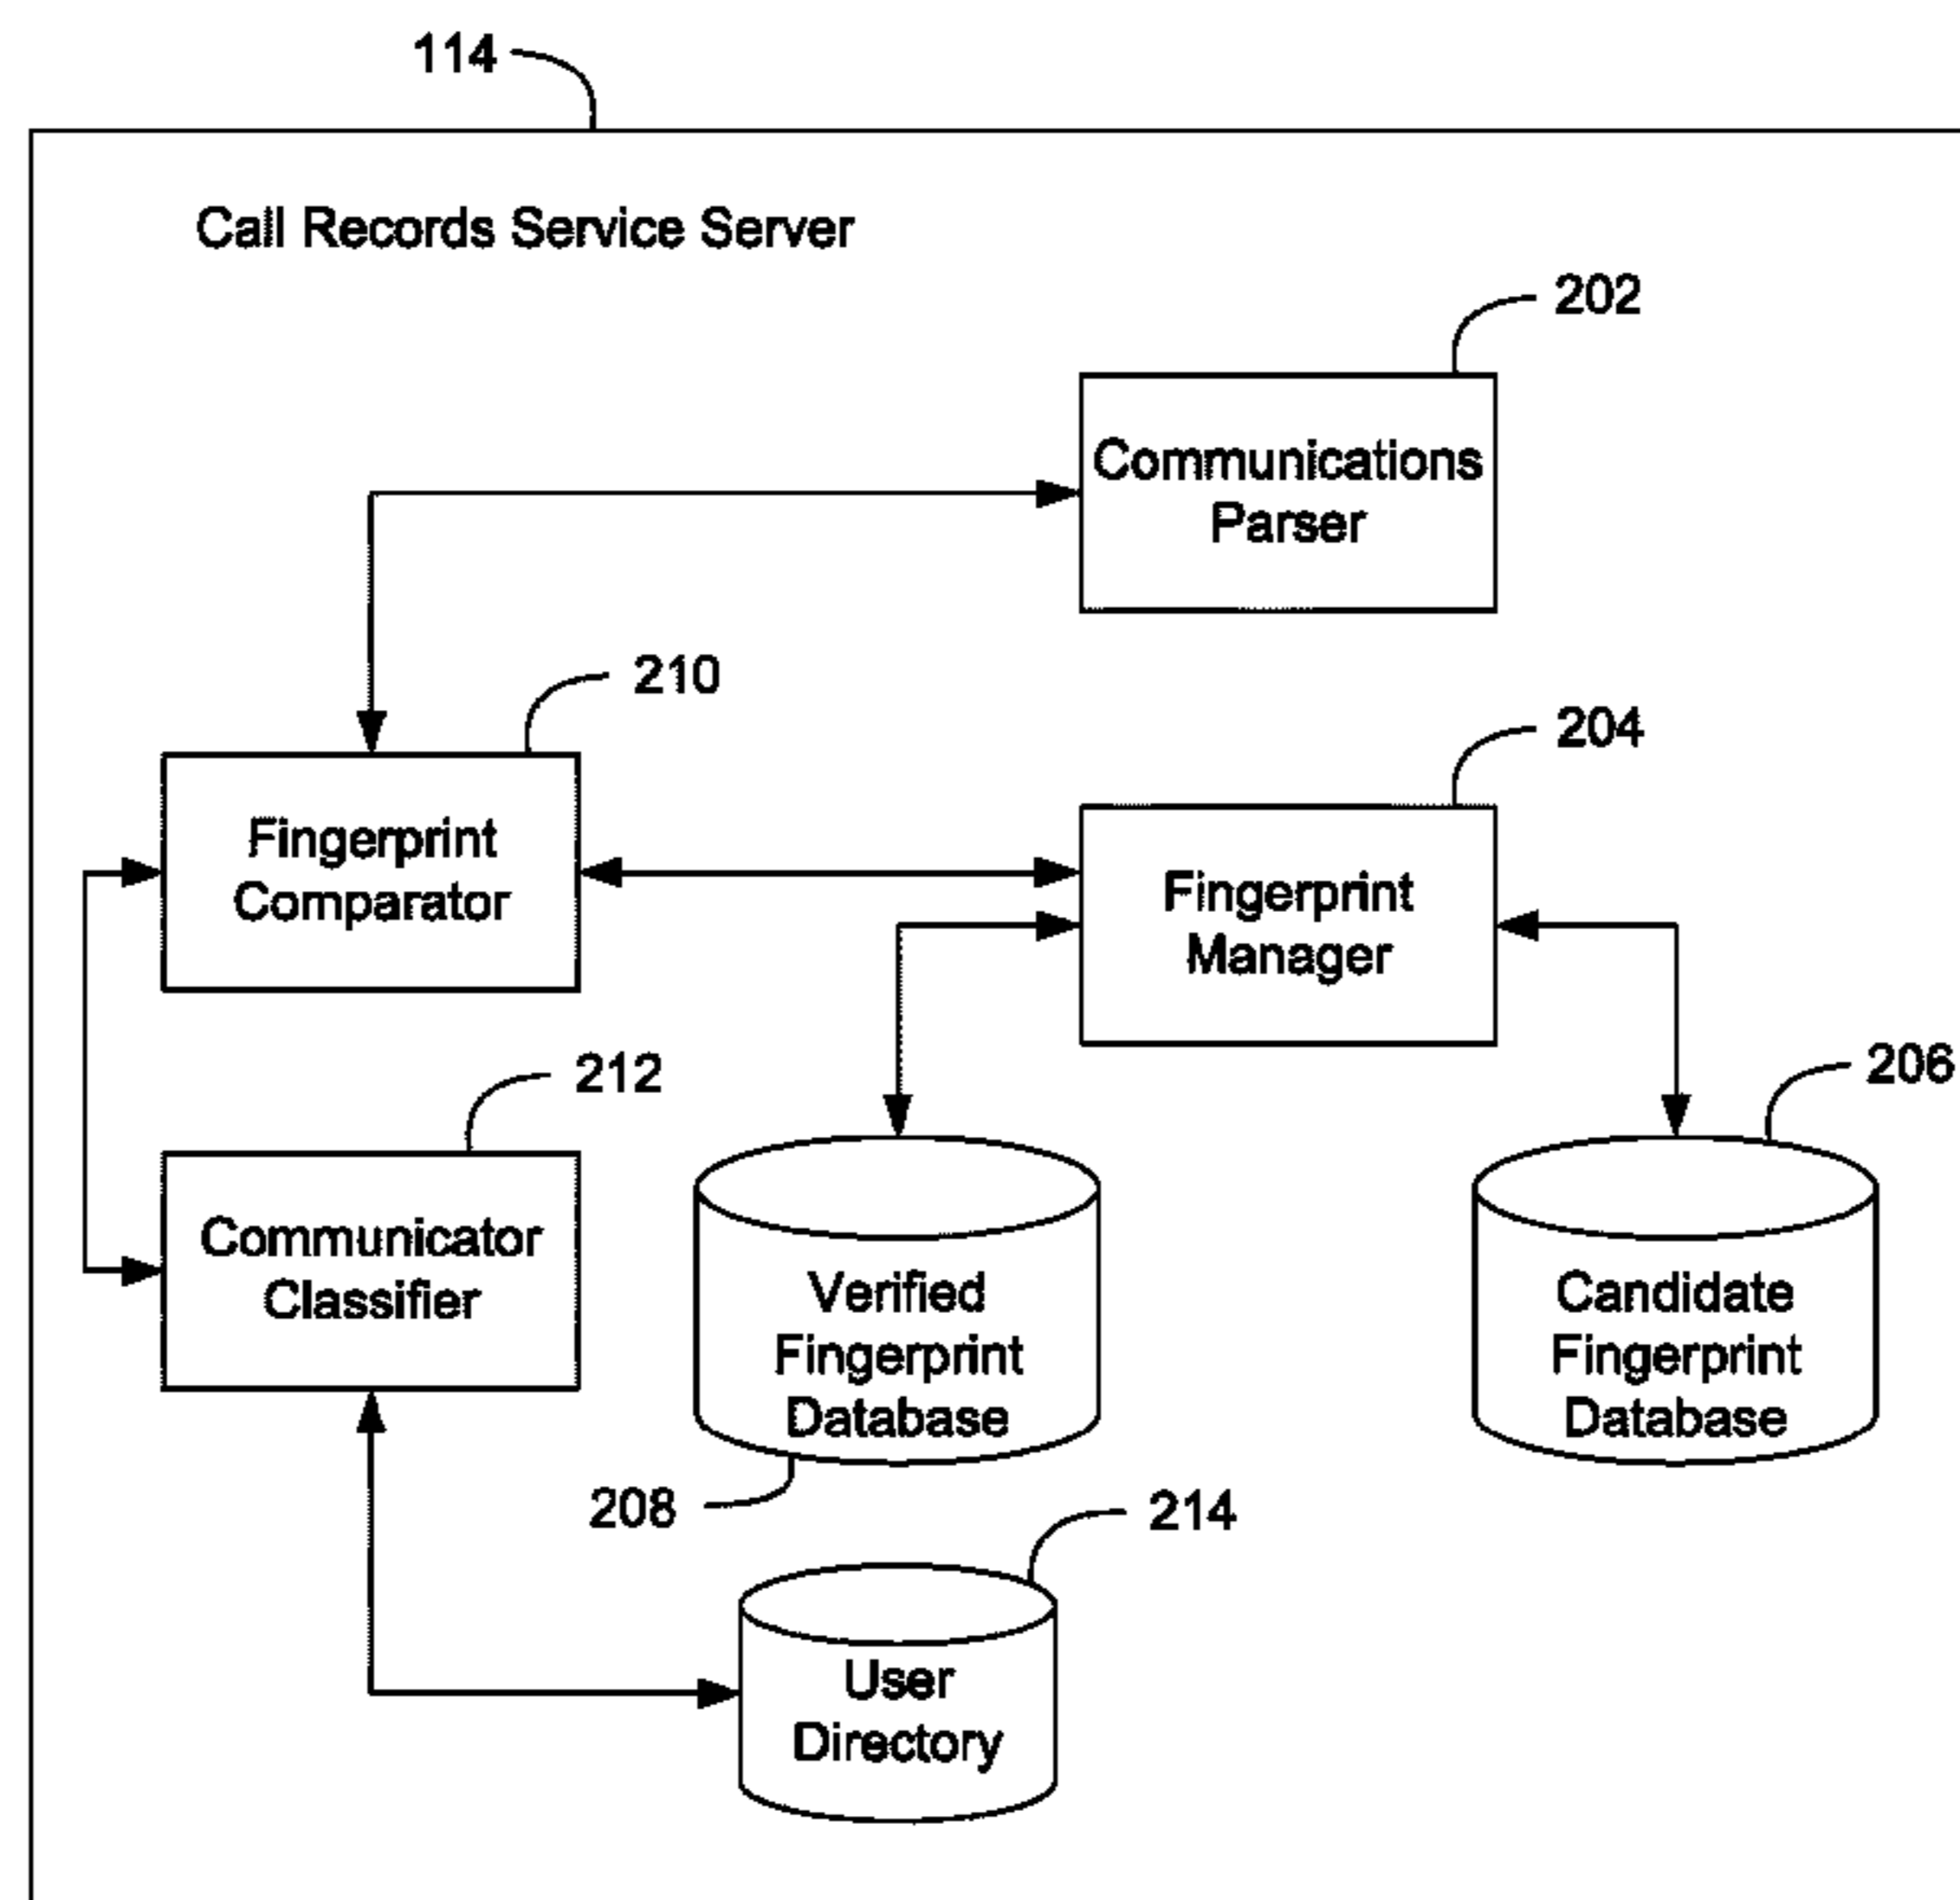 114
Call Records Service Server
202
Communications
Parser
210
204
Fingerprint
Comparator
Fingerprint
Manager
212
206
Communicator
Classifier
Verified
Fingerprint
Database
Candidate
Fingerprint
Database
208
214
User
Directory